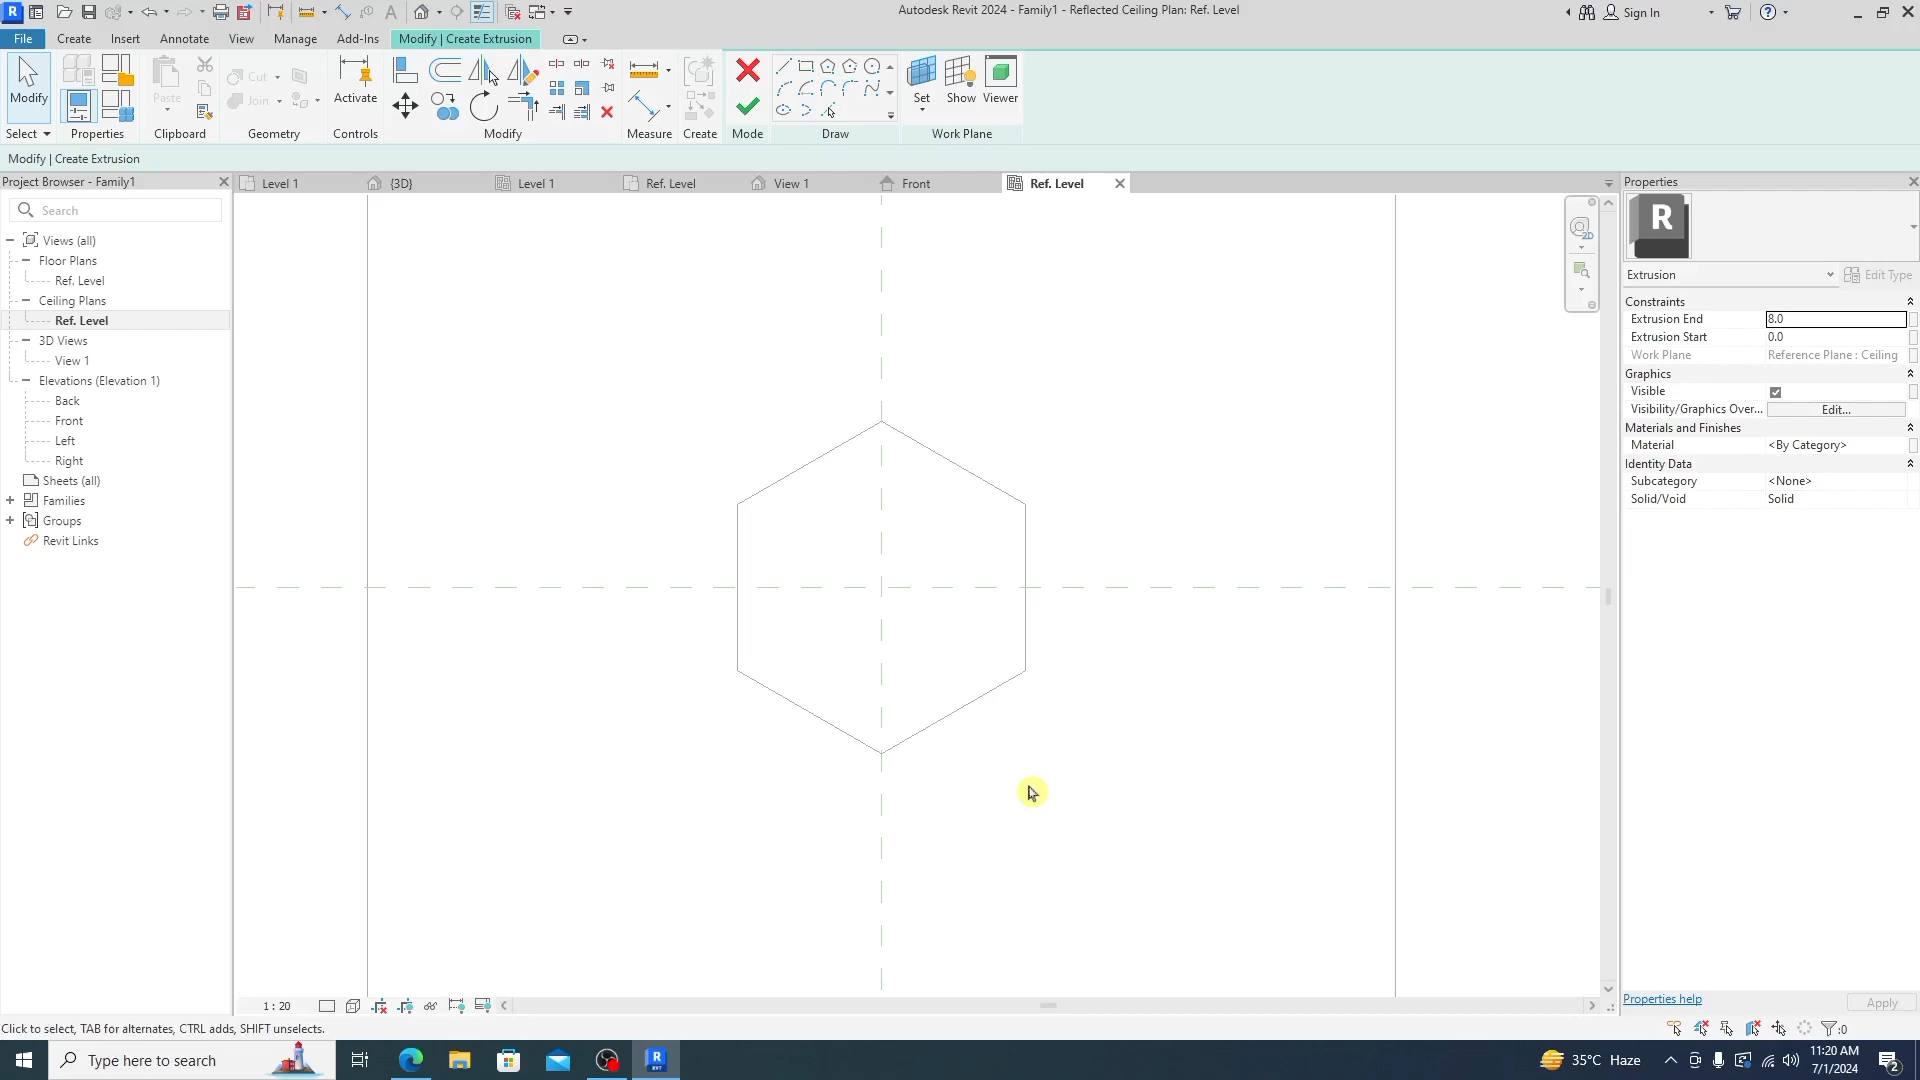 Autodesk Revit 2024 - Family1 - Reflected Ceiling Plan: Ref. Level
Sign In
File
Create
Insert
Annotate
View
Manage
Add-Ins
Modify | Create Extrusion
Modify
Paste
Cut
Join
Activate
Set
Show
Viewer
Select
Properties
Clipboard
Geometry
Controls
Modify
Measure
Create
Mode
Draw
Work Plane
Modify | Create Extrusion
Project Browser - Family1
Search
Views (all)
Floor Plans
Ref. Level
Ceiling Plans
Ref. Level
3D Views
View 1
Elevations (Elevation 1)
Back
Front
Left
Right
Sheets (all)
Families
Groups
Revit Links
Level 1
{3D}
Level 1
Ref. Level
View 1
Front
Ref. Level
2D
Properties
R
Extrusion
Edit Type
Constraints
Extrusion End 8.0
Extrusion Start 0.0
Work Plane Reference Plane : Ceiling
Graphics
Visible
Visibility/Graphics Over... Edit...
Materials and Finishes
Material <By Category>
Identity Data
Subcategory <None>
Solid/Void Solid
Properties help
Apply
1 : 20
Click to select, TAB for alternates, CTRL adds, SHIFT unselects.
:0
Type here to search
35°C Haze
11:20 AM
7/1/2024
2